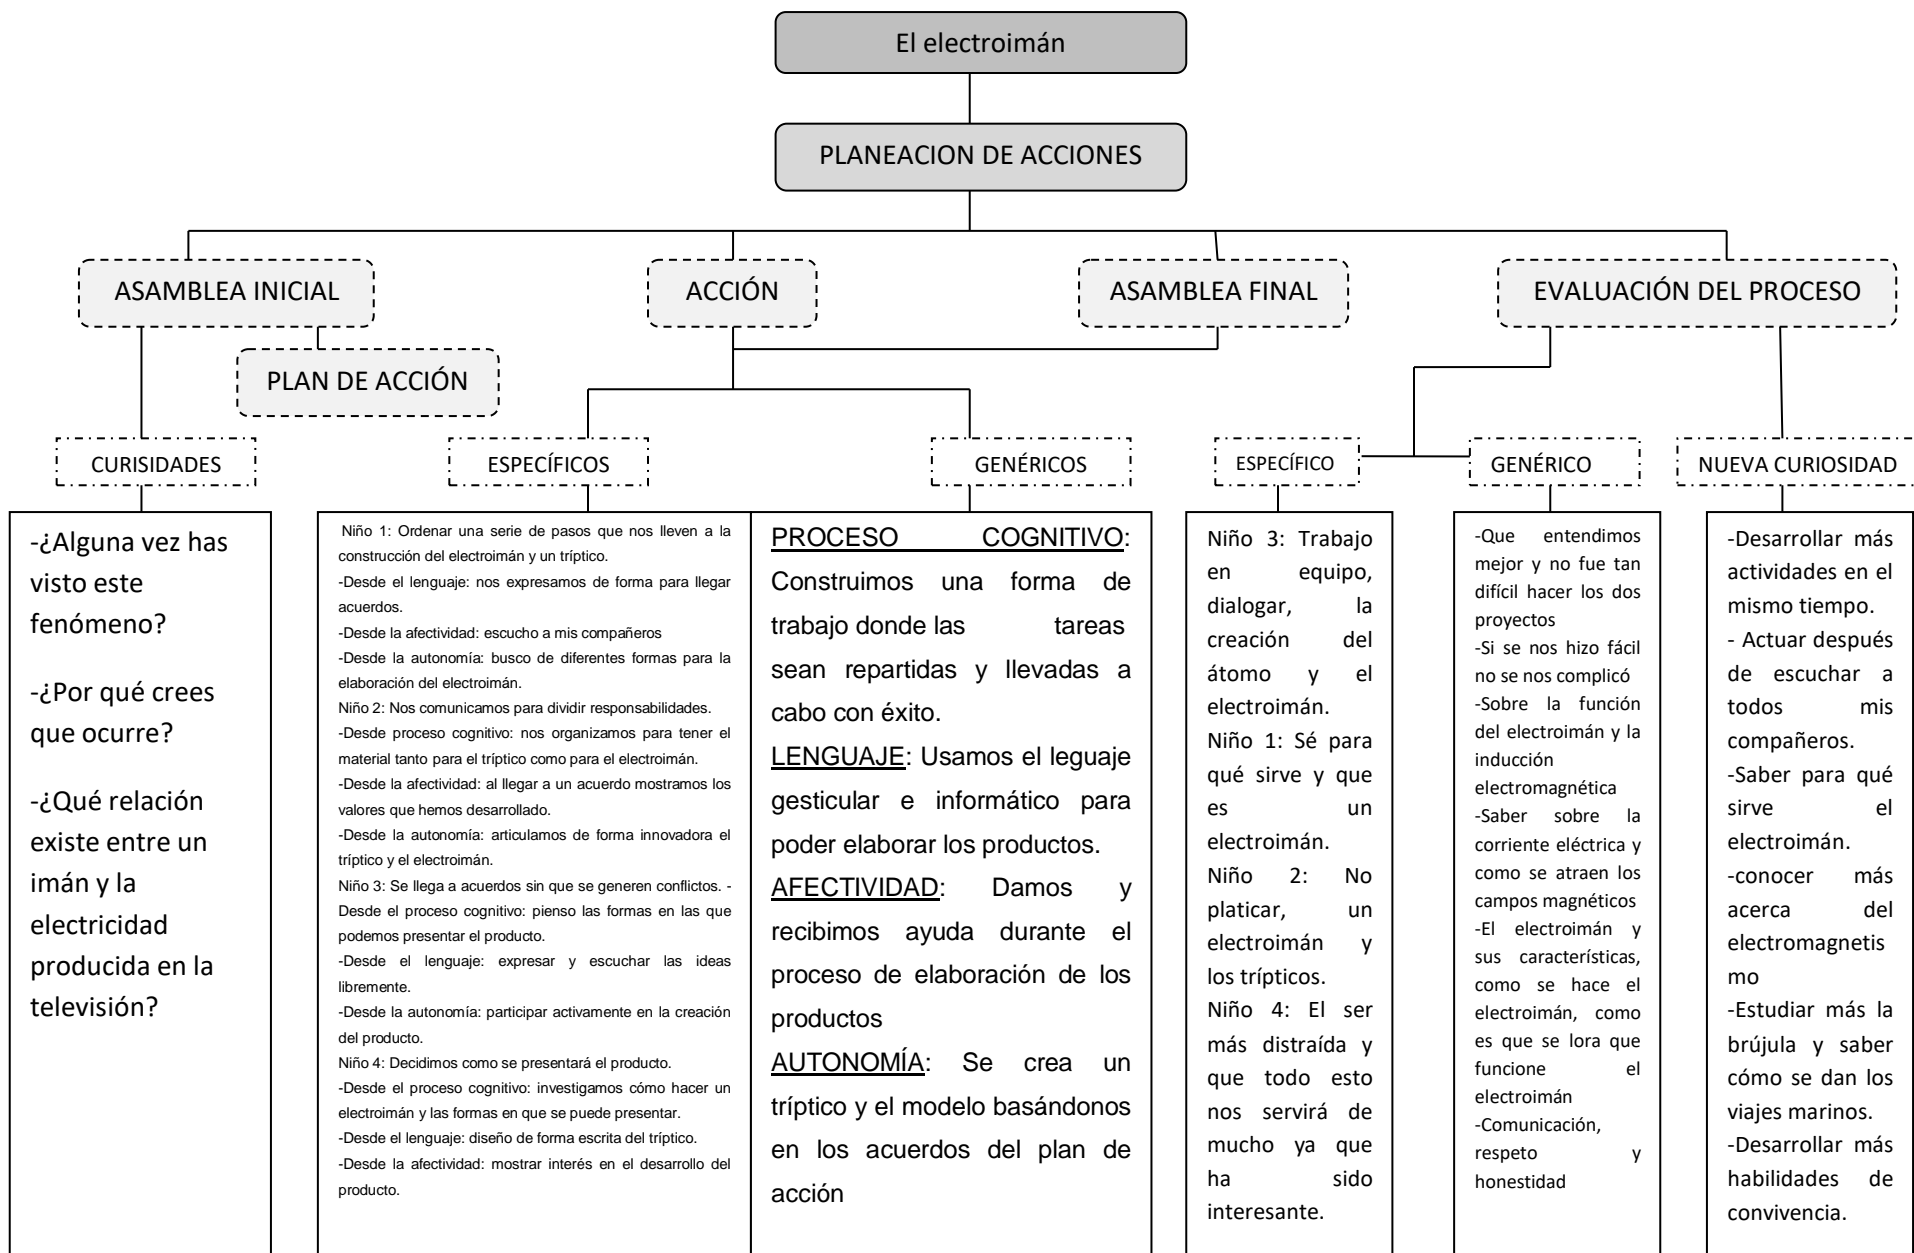 El electroimán
PLANEACION DE ACCIONES
ASAMBLEA INICIAL
ACCIÓN
ASAMBLEA FINAL
EVALUACIÓN DEL PROCESO
PLAN DE ACCIÓN
CURISIDADES
ESPECÍFICOS
GENÉRICOS
ESPECÍFICO
GENÉRICO
NUEVA CURIOSIDAD
-¿Alguna vez has
visto este
fenómeno?
-¿Por qué crees
que ocurre?
-¿Qué relación
existe entre un
imán y la
electricidad
producida en la
televisión?
Niño 1: Ordenar una serie de pasos que nos lleven a la
construcción del electroimán y un tríptico.
-Desde el lenguaje: nos expresamos de forma para llegar
acuerdos.
-Desde la afectividad: escucho a mis compañeros
-Desde la autonomía: busco de diferentes formas para la
elaboración del electroimán.
Niño 2: Nos comunicamos para dividir responsabilidades.
-Desde proceso cognitivo: nos organizamos para tener el
material tanto para el tríptico como para el electroimán.
-Desde la afectividad: al llegar a un acuerdo mostramos los
valores que hemos desarrollado.
-Desde la autonomía: articulamos de forma innovadora el
tríptico y el electroimán.
Niño 3: Se llega a acuerdos sin que se generen conflictos. -
Desde el proceso cognitivo: pienso las formas en las que
podemos presentar el producto.
-Desde el lenguaje: expresar y escuchar las ideas
libremente.
-Desde la autonomía: participar activamente en la creación
del producto.
Niño 4: Decidimos como se presentará el producto.
-Desde el proceso cognitivo: investigamos cómo hacer un
electroimán y las formas en que se puede presentar.
-Desde el lenguaje: diseño de forma escrita del tríptico.
-Desde la afectividad: mostrar interés en el desarrollo del
producto.
PROCESO COGNITIVO:
Construimos una forma de
trabajo donde las tareas
sean repartidas y llevadas a
cabo con éxito.
LENGUAJE: Usamos el leguaje
gesticular e informático para
poder elaborar los productos.
AFECTIVIDAD: Damos y
recibimos ayuda durante el
proceso de elaboración de los
productos
AUTONOMÍA: Se crea un
tríptico y el modelo basándonos
en los acuerdos del plan de
acción
Niño 3: Trabajo
en equipo,
dialogar, la
creación del
átomo y el
electroimán.
Niño 1: Sé para
qué sirve y que
es un
electroimán.
Niño 2: No
platicar, un
electroimán y
los trípticos.
Niño 4: El ser
más distraída y
que todo esto
nos servirá de
mucho ya que
ha sido
interesante.
-Que entendimos
mejor y no fue tan
difícil hacer los dos
proyectos
-Si se nos hizo fácil
no se nos complicó
-Sobre la función
del electroimán y la
inducción
electromagnética
-Saber sobre la
corriente eléctrica y
como se atraen los
campos magnéticos
-El electroimán y
sus características,
como se hace el
electroimán, como
es que se lora que
funcione el
electroimán
-Comunicación,
respeto y
honestidad
-Desarrollar más
actividades en el
mismo tiempo.
- Actuar después
de escuchar a
todos mis
compañeros.
-Saber para qué
sirve el
electroimán.
-conocer más
acerca del
electromagnetis
mo
-Estudiar más la
brújula y saber
cómo se dan los
viajes marinos.
-Desarrollar más
habilidades de
convivencia.